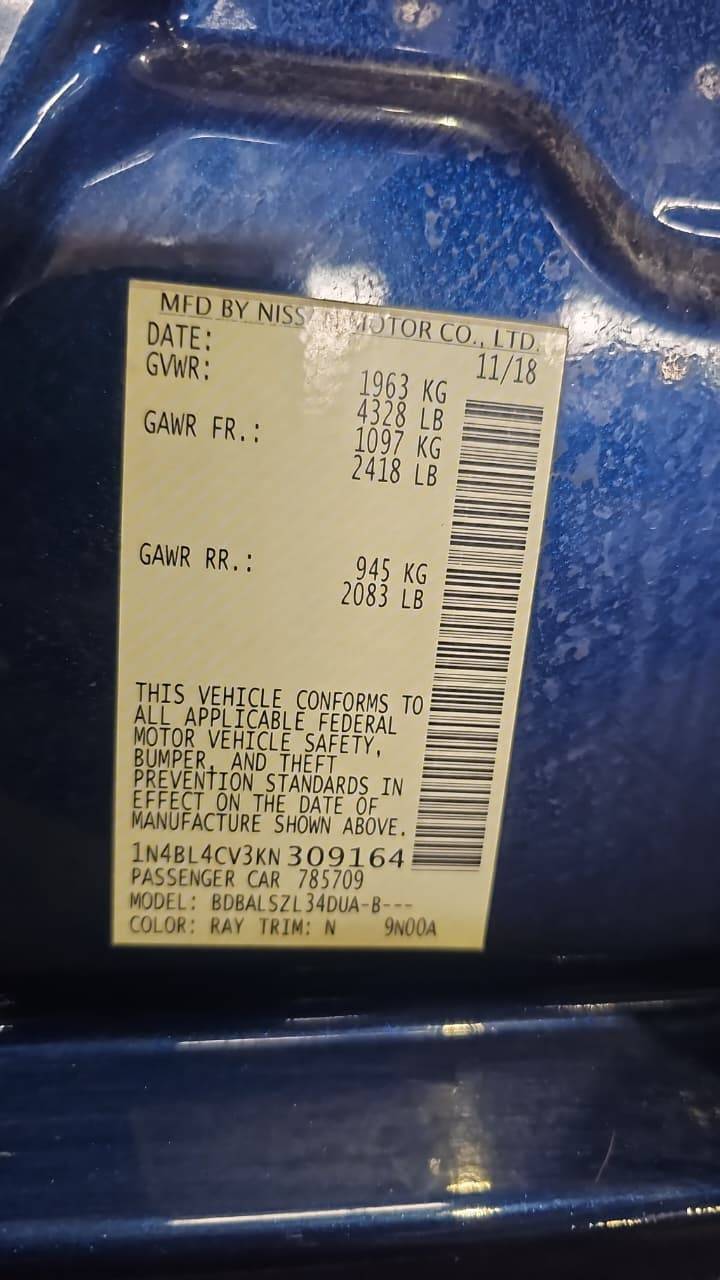 MFD BY NISSAN MOTOR CO., LTD.
DATE: 11/18
GVWR: 1963 KG
4328 LB
GAWR FR.: 1097 KG
2418 LB
GAWR RR.: 945 KG
2083 LB
THIS VEHICLE CONFORMS TO
ALL APPLICABLE FEDERAL
MOTOR VEHICLE SAFETY,
BUMPER, AND THEFT
PREVENTION STANDARDS IN
EFFECT ON THE DATE OF
MANUFACTURE SHOWN ABOVE.
1N4BL4CV3KN 309164
PASSENGER CAR 785709
MODEL: BDBALSZL34DUA-B---
COLOR: RAY TRIM: N 9N00A